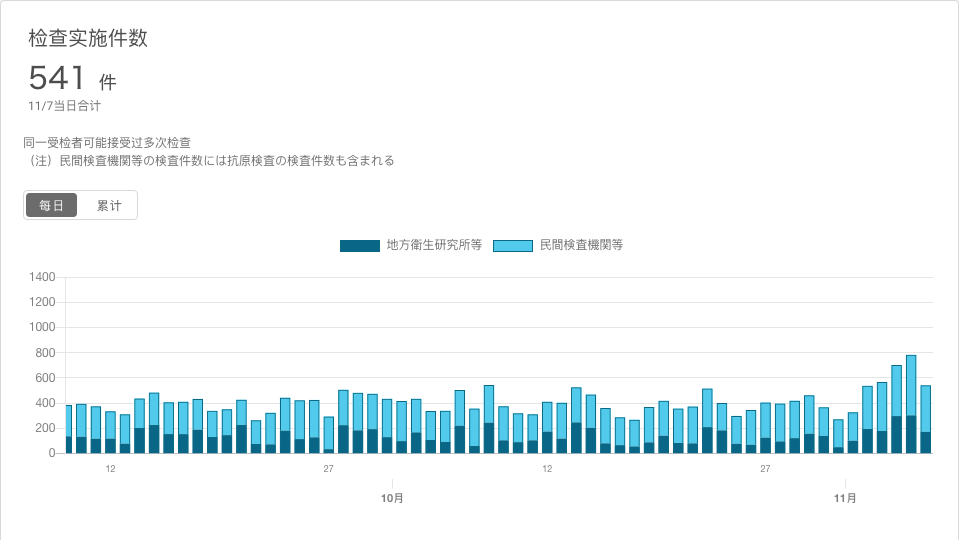 检查实施件数
541 件
11/7当日合计
同一受检者可能接受过多次检查
（注）民間検査機関等の検査件数には抗原検査の検査件数も含まれる
每日 累计
地方衛生研究所等 民間検査機関等
1400
1200
1000
800
600
400
200
0
12 27 12 27
10月 11月